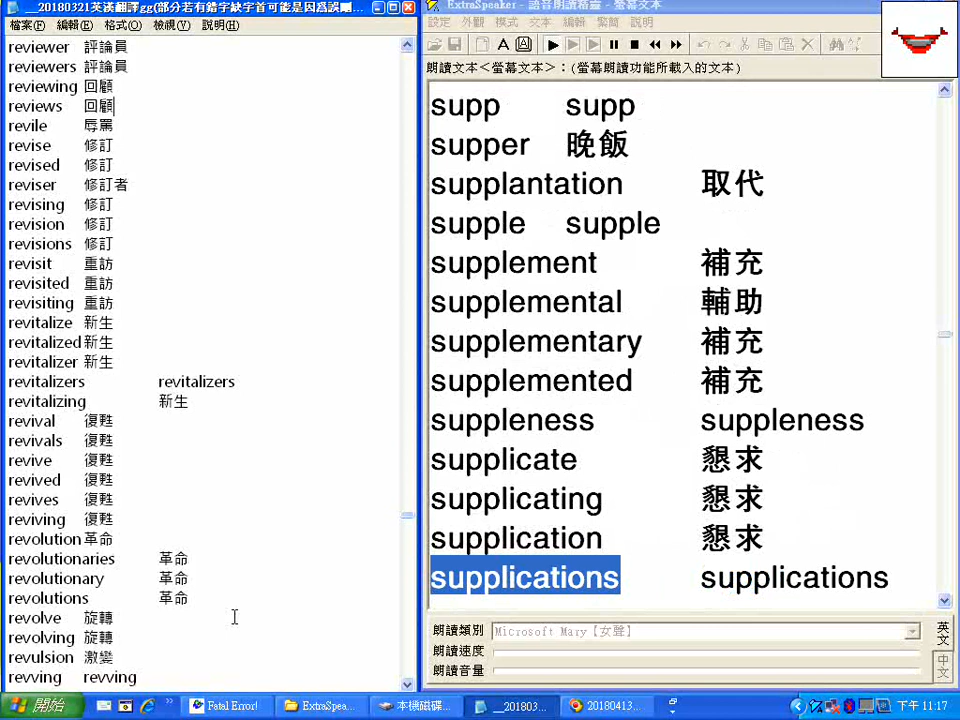 __20180321英漢翻譯gg(部分若有錯字缺字首可能是因為誤刪...
檔案(F) 編輯(E) 格式(O) 檢視(V) 說明(H)
reviewer 評論員
reviewers 評論員
reviewing 回顧
reviews 回顧
revile 辱罵
revise 修訂
revised 修訂
reviser 修訂者
revising 修訂
revision 修訂
revisions 修訂
revisit 重訪
revisited 重訪
revisiting 重訪
revitalize 新生
revitalized 新生
revitalizer 新生
revitalizers revitalizers
revitalizing 新生
revival 復甦
revivals 復甦
revive 復甦
revived 復甦
revives 復甦
reviving 復甦
revolution 革命
revolutionaries 革命
revolutionary 革命
revolutions 革命
revolve 旋轉
revolving 旋轉
revulsion 激變
revving revving
ExtraSpeaker - 語音朗讀精靈 - 螢幕文本
設定 外觀 模式 文本 編輯 繁簡 說明
朗讀文本<螢幕文本>：(螢幕朗讀功能所載入的文本)
supp supp
supper 晚飯
supplantation 取代
supple supple
supplement 補充
supplemental 輔助
supplementary 補充
supplemented 補充
suppleness suppleness
supplicate 懇求
supplicating 懇求
supplication 懇求
supplications supplications
朗讀類別 Microsoft Mary【女聲】
朗讀速度
朗讀音量
英文
中文
開始 Fatal Error! ExtraSpea... 本機磁碟... __201803... 20180413... 下午 11:17